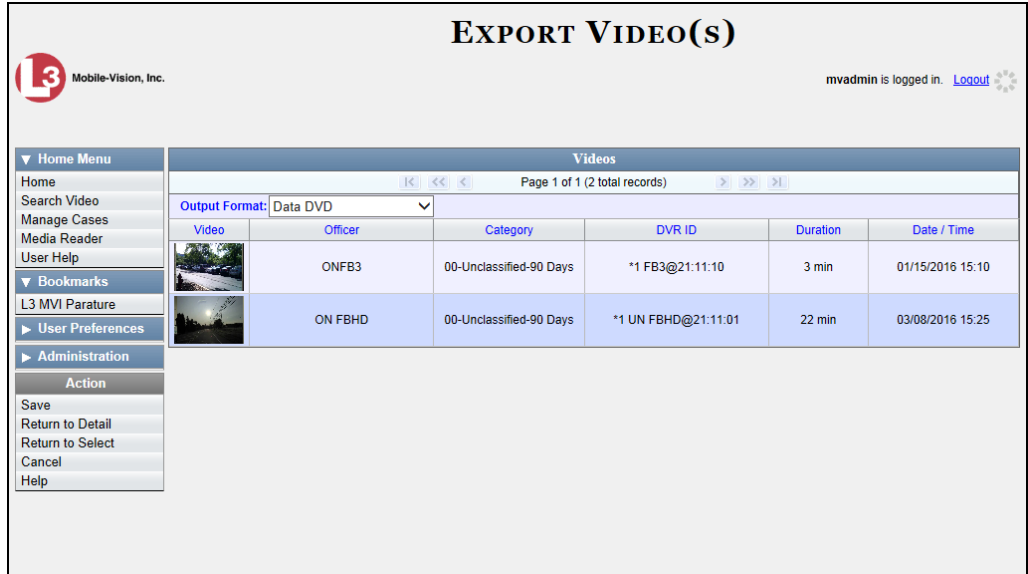 EXPORT VIDEO(S)
L3 Mobile-Vision, Inc.
mvadmin is logged in. Logout
▼ Home Menu
Home
Search Video
Manage Cases
Media Reader
User Help
▼ Bookmarks
L3 MVI Parature
▶ User Preferences
▶ Administration
Action
Save
Return to Detail
Return to Select
Cancel
Help
Videos
|< << < Page 1 of 1 (2 total records) > >> >|
Output Format: Data DVD
Video Officer Category DVR ID Duration Date / Time
ONFB3 00-Unclassified-90 Days *1 FB3@21:11:10 3 min 01/15/2016 15:10
ON FBHD 00-Unclassified-90 Days *1 UN FBHD@21:11:01 22 min 03/08/2016 15:25